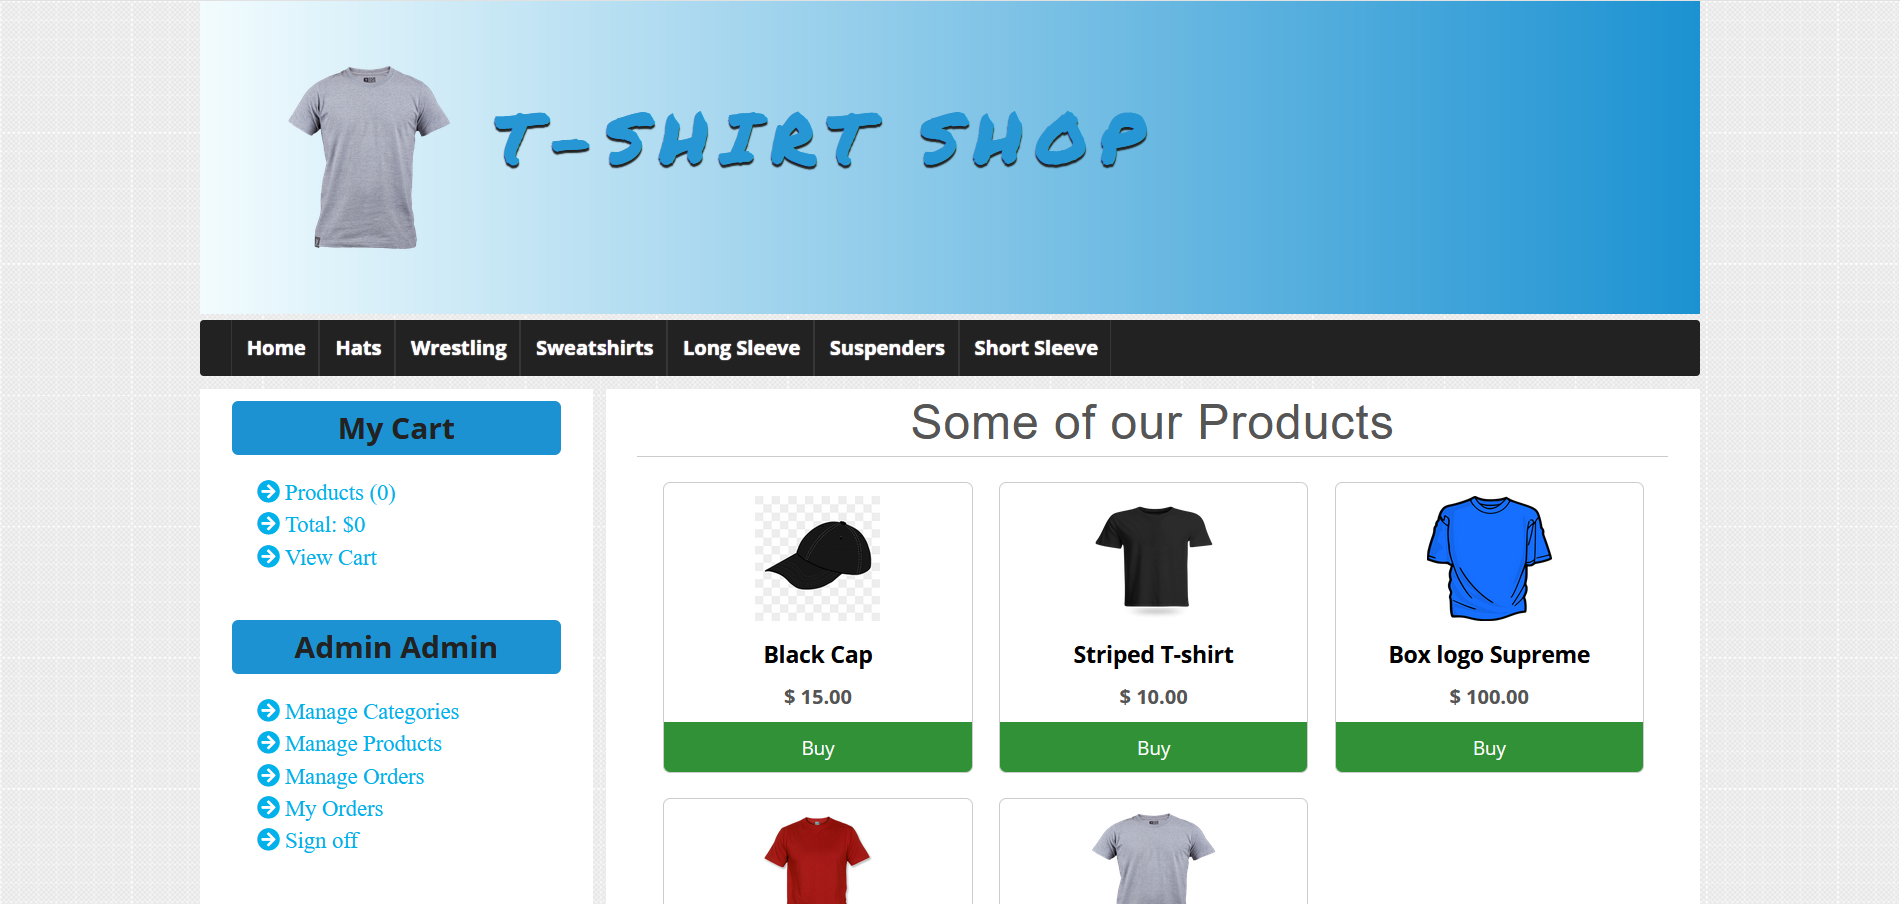 T-SHIRT SHOP
Home Hats Wrestling Sweatshirts Long Sleeve Suspenders Short Sleeve
My Cart
Products (0)
Total: $0
View Cart
Admin Admin
Manage Categories
Manage Products
Manage Orders
My Orders
Sign off
Some of our Products
Black Cap
$ 15.00
Buy
Striped T-shirt
$ 10.00
Buy
Box logo Supreme
$ 100.00
Buy